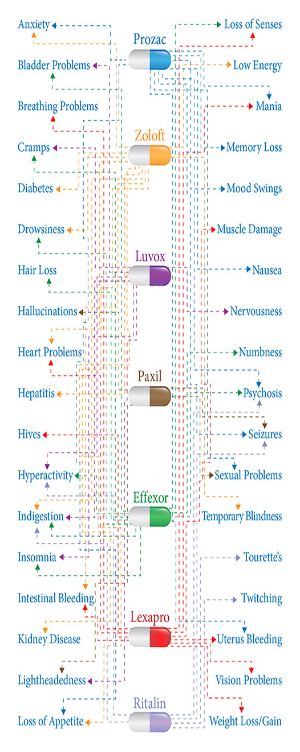 Anxiety
Bladder Problems
Breathing Problems
Cramps
Diabetes
Drowsiness
Hair Loss
Hallucinations
Heart Problems
Hepatitis
Hives
Hyperactivity
Indigestion
Insomnia
Intestinal Bleeding
Kidney Disease
Lightheadedness
Loss of Appetite
Prozac
Zoloft
Luvox
Paxil
Effexor
Lexapro
Ritalin
Loss of Senses
Low Energy
Mania
Memory Loss
Mood Swings
Muscle Damage
Nausea
Nervousness
Numbness
Psychosis
Seizures
Sexual Problems
Temporary Blindness
Tourette's
Twitching
Uterus Bleeding
Vision Problems
Weight Loss/Gain